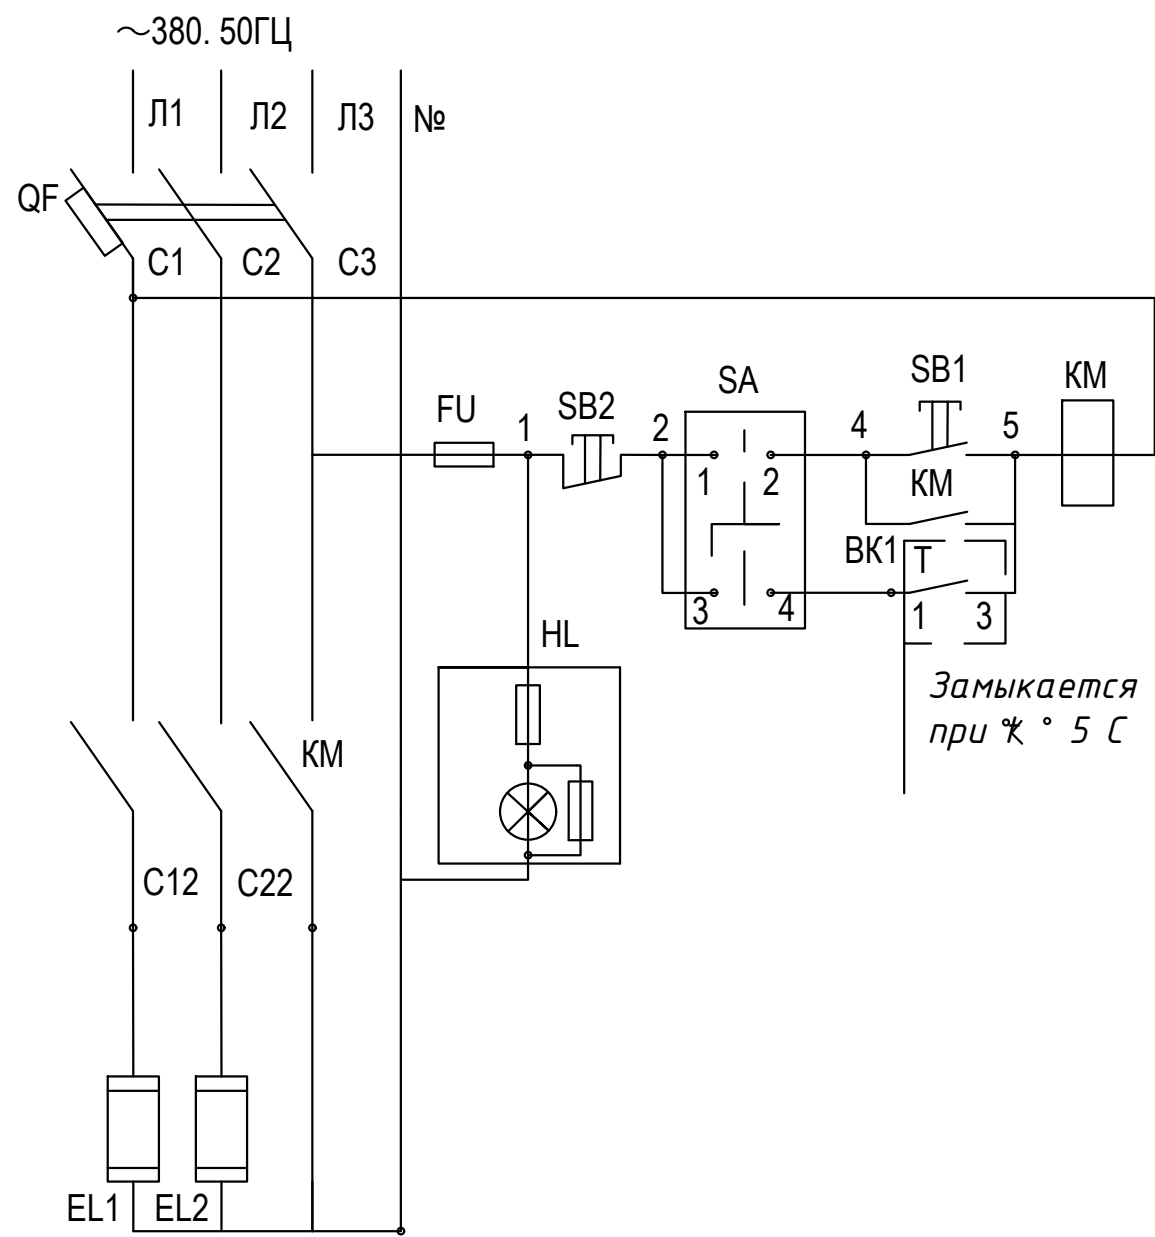 ~380. 50ГЦ
Л1
Л2
Л3
№
QF
С1
С2
С3
SA
SB1
КМ
FU
1
SB2
2
4
5
1
2
КМ
ВК1
Т
3
4
1
3
HL
Замыкается
при ° 5 С
КМ
С12
С22
EL1
EL2